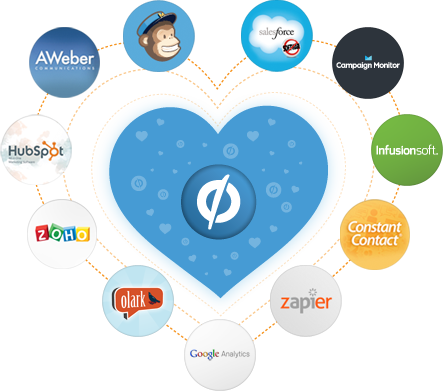 AWeber
COMMUNICATIONS
salesforce
Campaign Monitor
HubSpot
Infusionsoft.
ZOHO
Constant
Contact
olark
zapier
Google Analytics